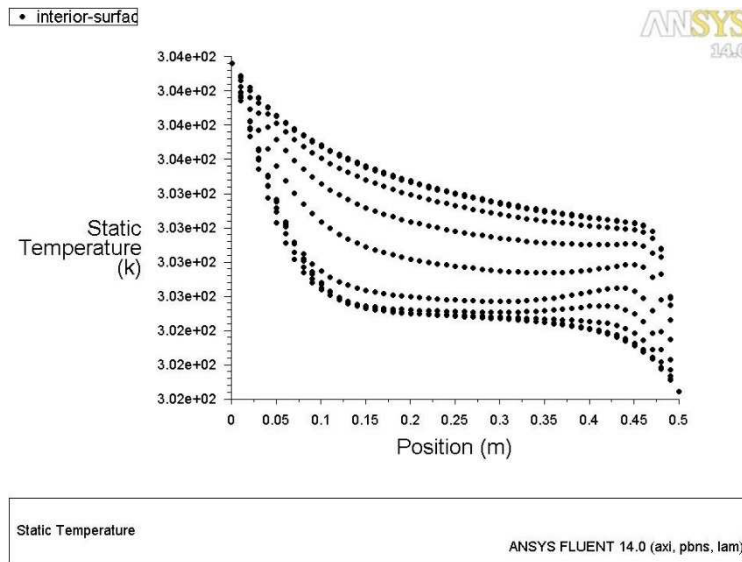 interior-surfac
ANSYS
14.0
3.04e+02
3.04e+02
3.04e+02
3.04e+02
3.03e+02
3.03e+02
3.03e+02
3.03e+02
3.02e+02
3.02e+02
3.02e+02
Static
Temperature
(k)
0 0.05 0.1 0.15 0.2 0.25 0.3 0.35 0.4 0.45 0.5
Position (m)
Static Temperature
ANSYS FLUENT 14.0 (axi, pbns, lam)